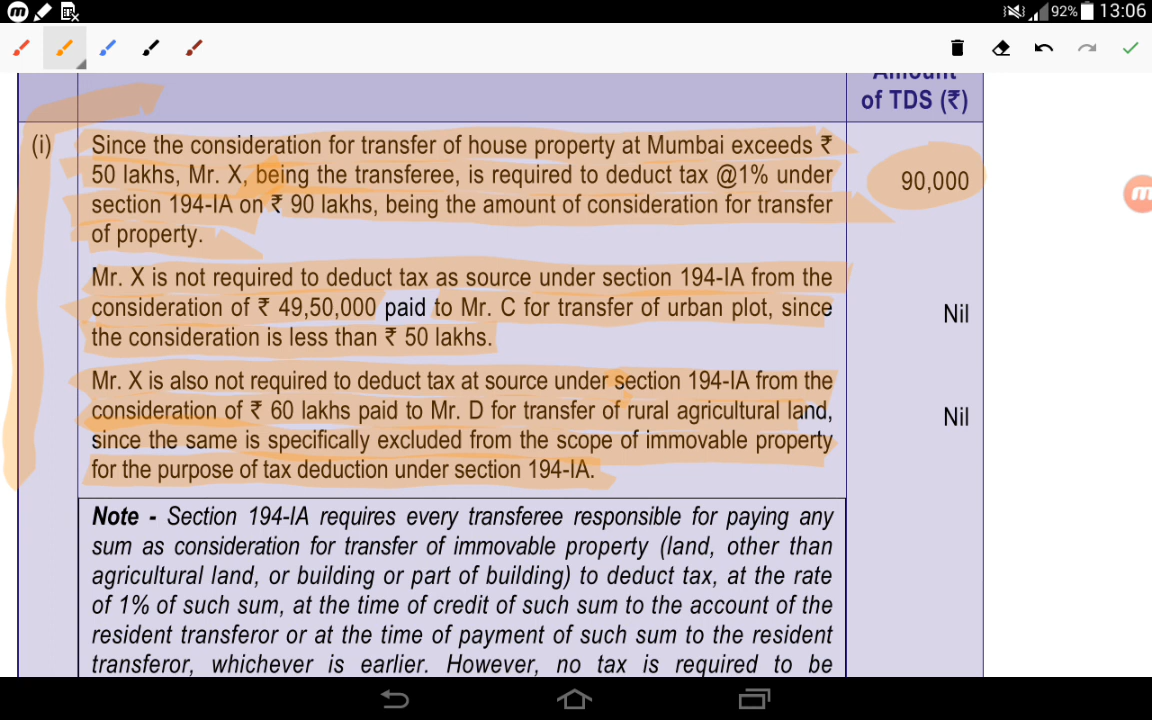 92% 13:06
Amount
of TDS (₹)
(i) Since the consideration for transfer of house property at Mumbai exceeds ₹
50 lakhs, Mr. X, being the transferee, is required to deduct tax @1% under
90,000
section 194-IA on ₹ 90 lakhs, being the amount of consideration for transfer
of property.
Mr. X is not required to deduct tax as source under section 194-IA from the
consideration of ₹ 49,50,000 paid to Mr. C for transfer of urban plot, since
Nil
the consideration is less than ₹ 50 lakhs.
Mr. X is also not required to deduct tax at source under section 194-IA from the
consideration of ₹ 60 lakhs paid to Mr. D for transfer of rural agricultural land,
Nil
since the same is specifically excluded from the scope of immovable property
for the purpose of tax deduction under section 194-IA.
Note - Section 194-IA requires every transferee responsible for paying any
sum as consideration for transfer of immovable property (land, other than
agricultural land, or building or part of building) to deduct tax, at the rate
of 1% of such sum, at the time of credit of such sum to the account of the
resident transferor or at the time of payment of such sum to the resident
transferor, whichever is earlier. However, no tax is required to be